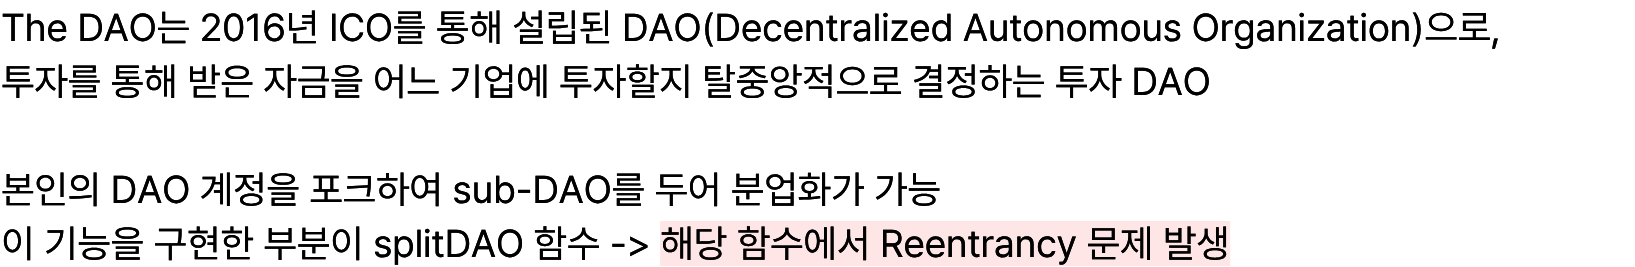 The DAO는 2016년 ICO를 통해 설립된 DAO(Decentralized Autonomous Organization)으로,
투자를 통해 받은 자금을 어느 기업에 투자할지 탈중앙적으로 결정하는 투자 DAO
본인의 DAO 계정을 포크하여 sub-DAO를 두어 분업화가 가능
이 기능을 구현한 부분이 splitDAO 함수 -> 해당 함수에서 Reentrancy 문제 발생